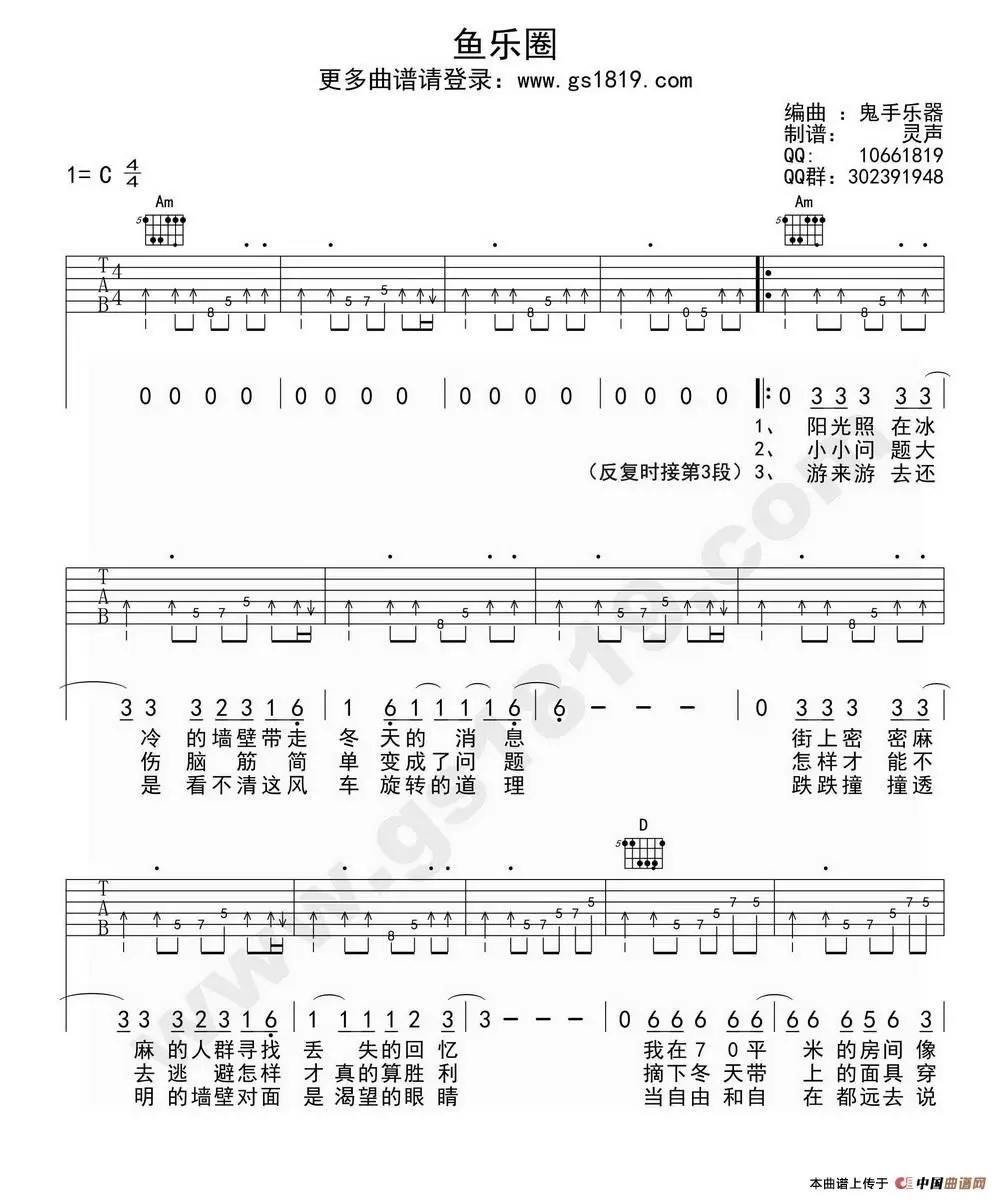 鱼乐圈
更多曲谱请登录：www.gs1819.com
编曲 ：鬼手乐器
制谱： 灵声
QQ: 10661819
QQ群：302391948
1= C 4/4
Am Am
5 5
T A B 4 4 8 5 5 7 5 8 5 0 5 8 5
0 0 0 0 | 0 0 0 0 | 0 0 0 0 | 0 0 0 0 |: 0 3 3 3 3 3
1、 阳光照 在冰
2、 小小问 题大
（反复时接第3段）3、 游来游 去还
T A B 5 7 5 8 5 5 7 5 8 5
3 3 3 2 3 1 6 | 1 6 1 1 1 1 6 | 6 - - - | 0 3 3 3 3 3
冷 的墙壁带走 冬 天的 消 息 街上密 密麻
伤 脑 筋 简 单 变成了问 题 怎样才 能不
是 看不清这风 车 旋转的道 理 跌跌撞 撞透
D
5
T A B 5 7 5 8 5 5 7 5 7 5 5 7 5 7 5 5 7 5 7 5
3 3 3 2 3 1 6 | 1 1 1 1 2 3 | 3 - - - | 0 6 6 6 6 6 | 6 6 6 5 6 3
麻 的人群寻找 丢 失的回 忆 我在70平 米 的房间像
去 逃 避怎样 才 真的算胜 利 摘下冬 天带 上 的面具穿
明 的墙壁对面 是 渴望的眼 睛 当自由 和自 在 都远去 说
www.gs1819.com
本曲谱上传于 中国曲谱网